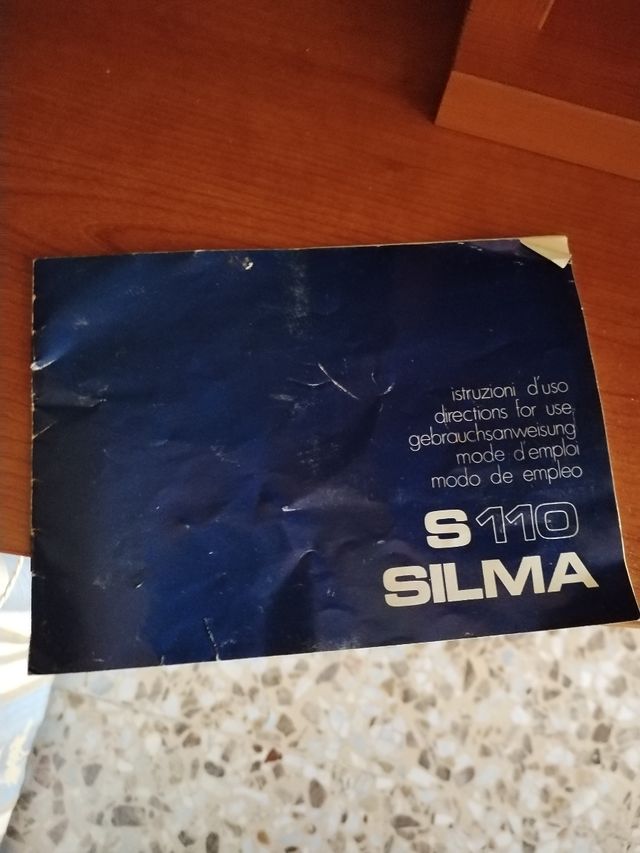 istruzioni d'uso
directions for use
gebrauchsanweisung
mode d'emploi
modo de empleo
S 110
SILMA